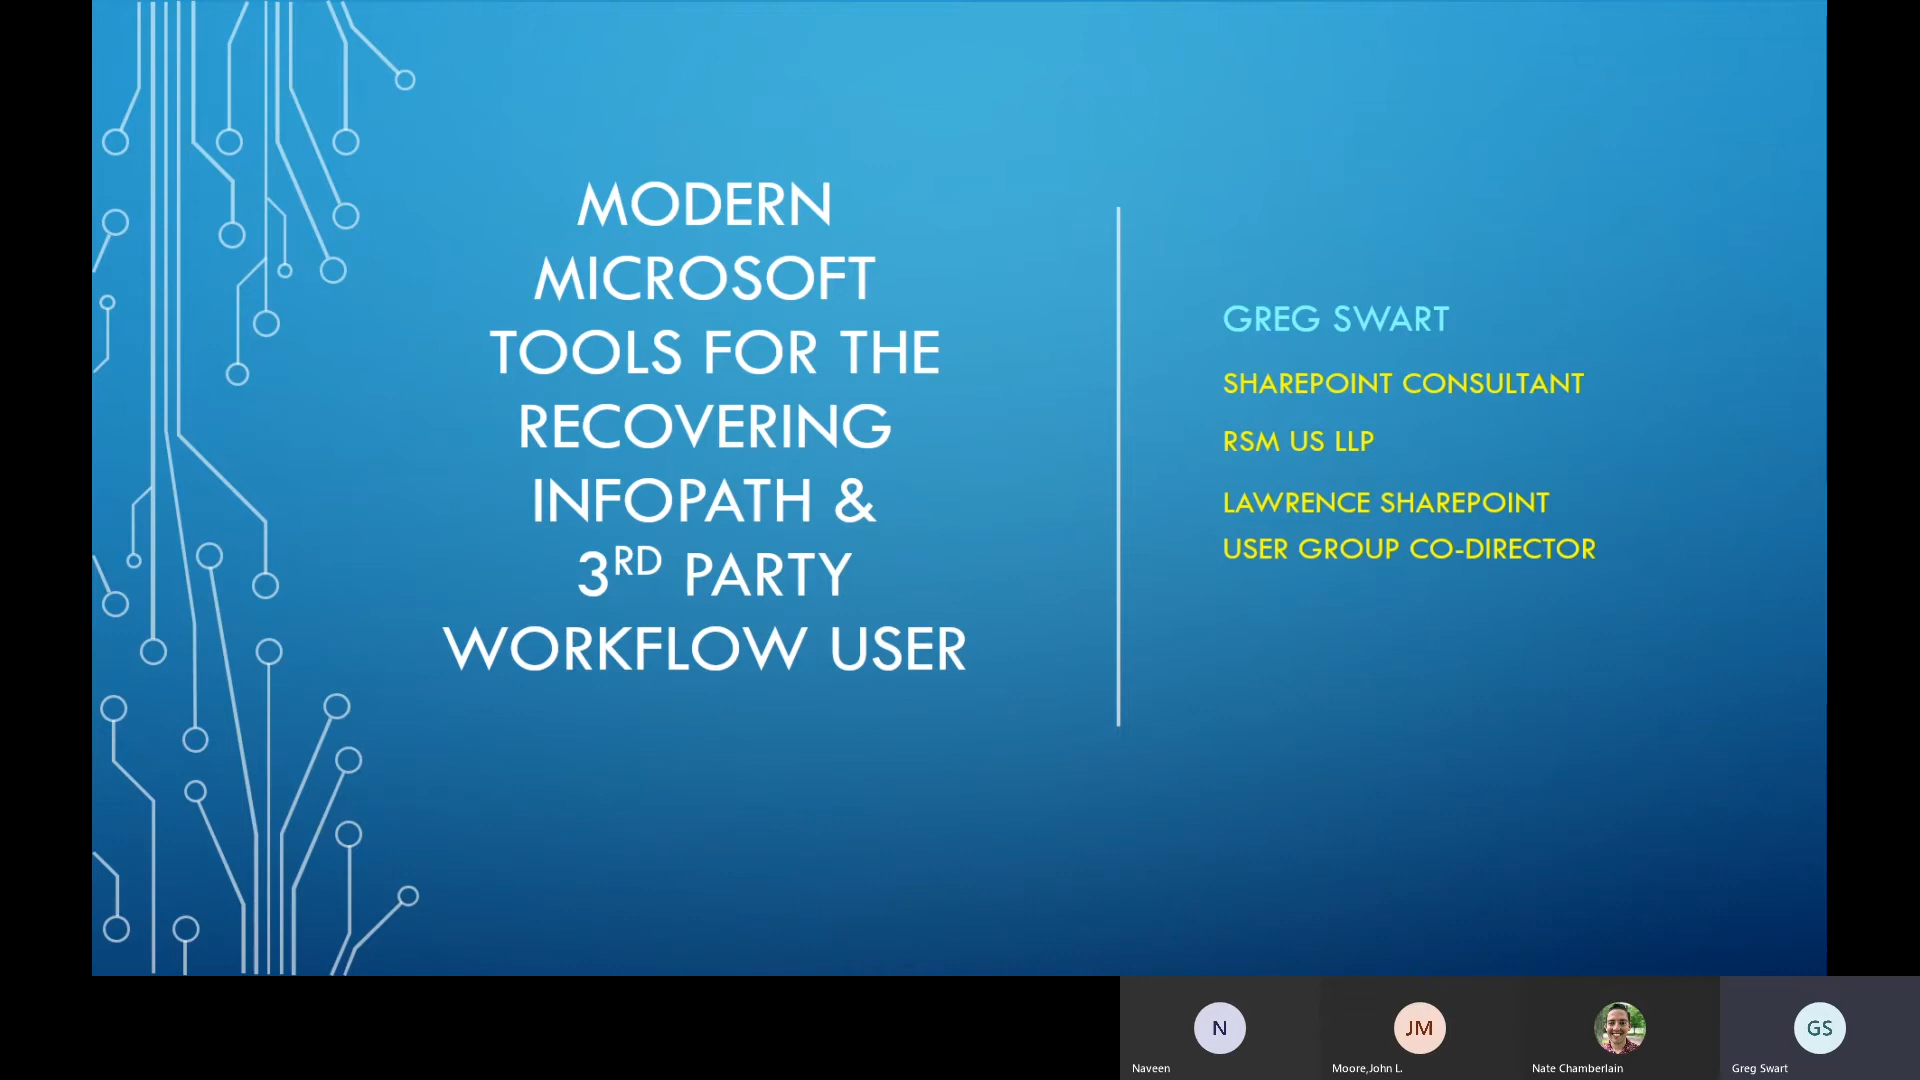 MODERN
MICROSOFT
TOOLS FOR THE
RECOVERING
INFOPATH &
3RD PARTY
WORKFLOW USER
GREG SWART
SHAREPOINT CONSULTANT
RSM US LLP
LAWRENCE SHAREPOINT
USER GROUP CO-DIRECTOR
N
JM
GS
Naveen
Moore,John L.
Nate Chamberlain
Greg Swart